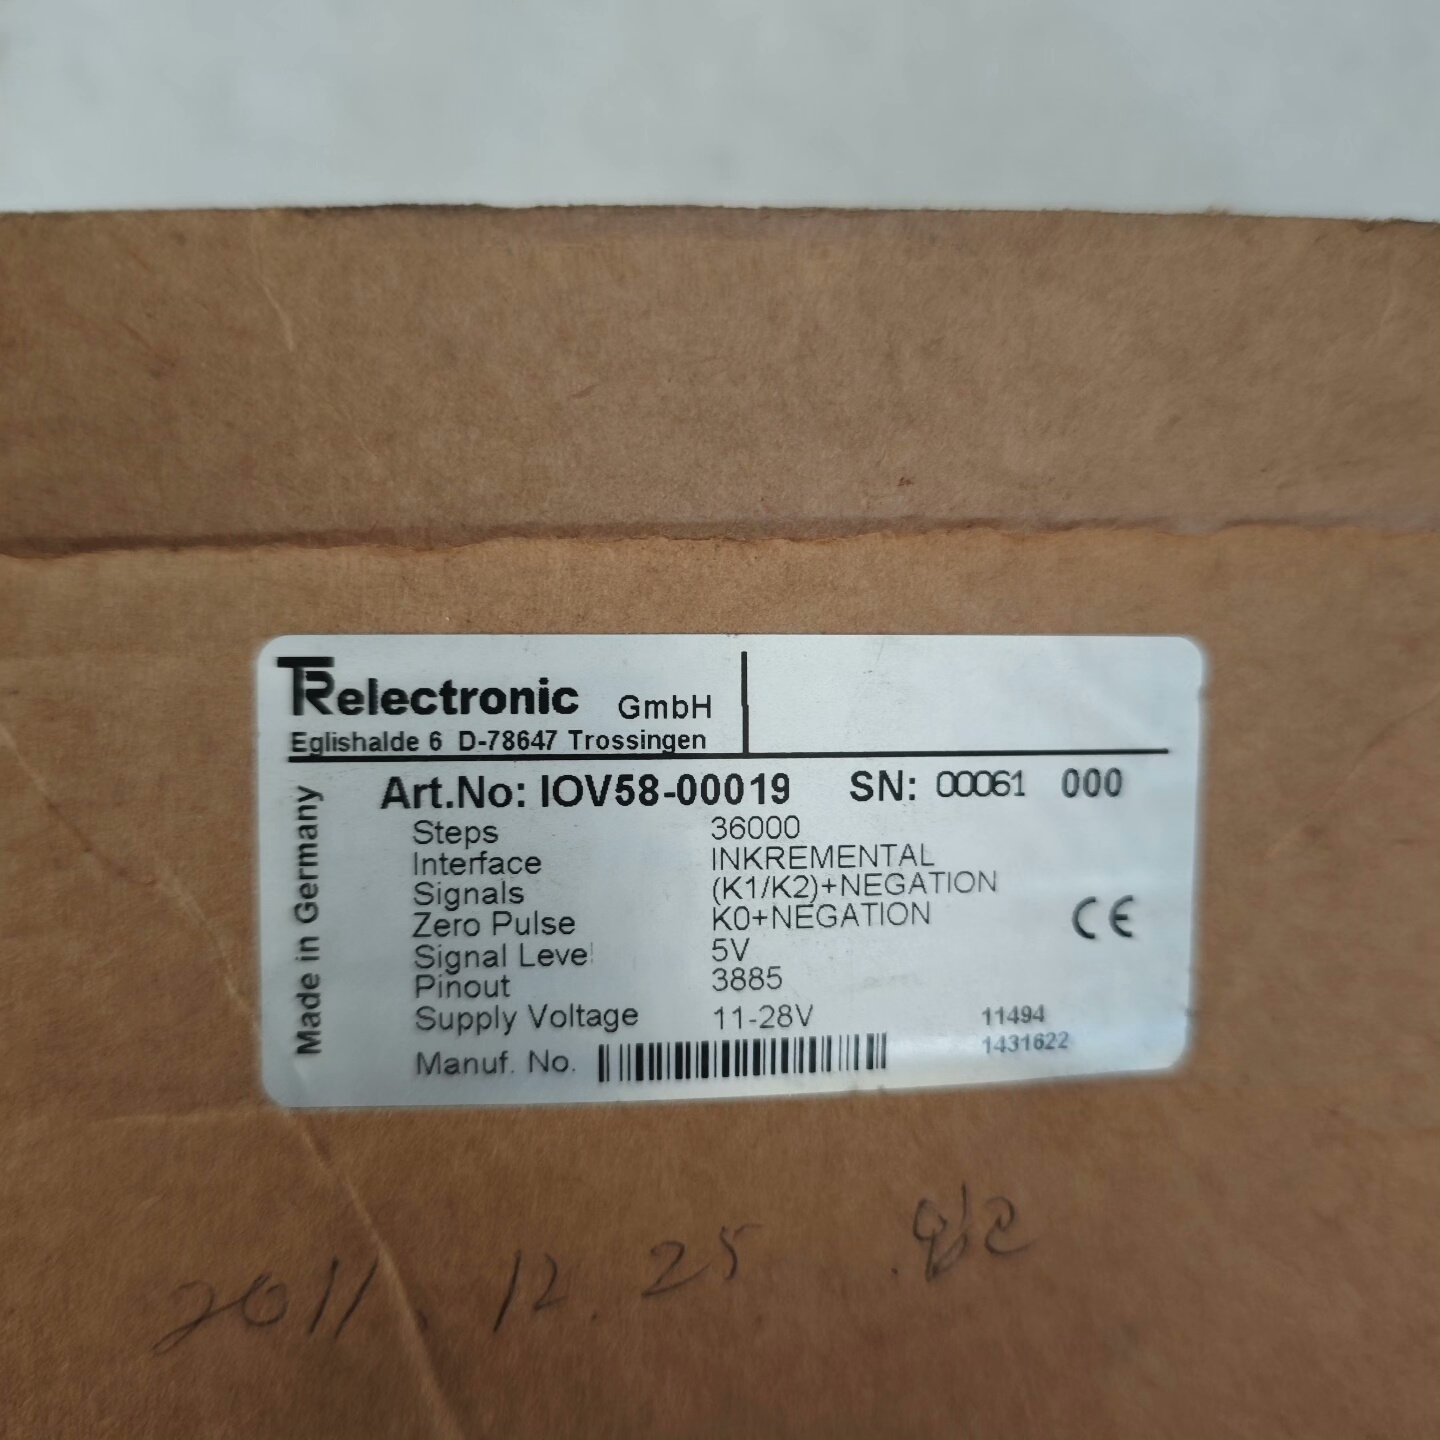 TRelectronic GmbH
Eglishalde 6 D-78647 Trossingen
Made in Germany
Art.No: IOV58-00019 SN: 00061 000
Steps 36000
Interface INKREMENTAL
Signals (K1/K2)+NEGATION
Zero Pulse K0+NEGATION
Signal Level 5V
Pinout 3885
Supply Voltage 11-28V 11494
Manuf. No. 1431622
CE
2011. 12. 25